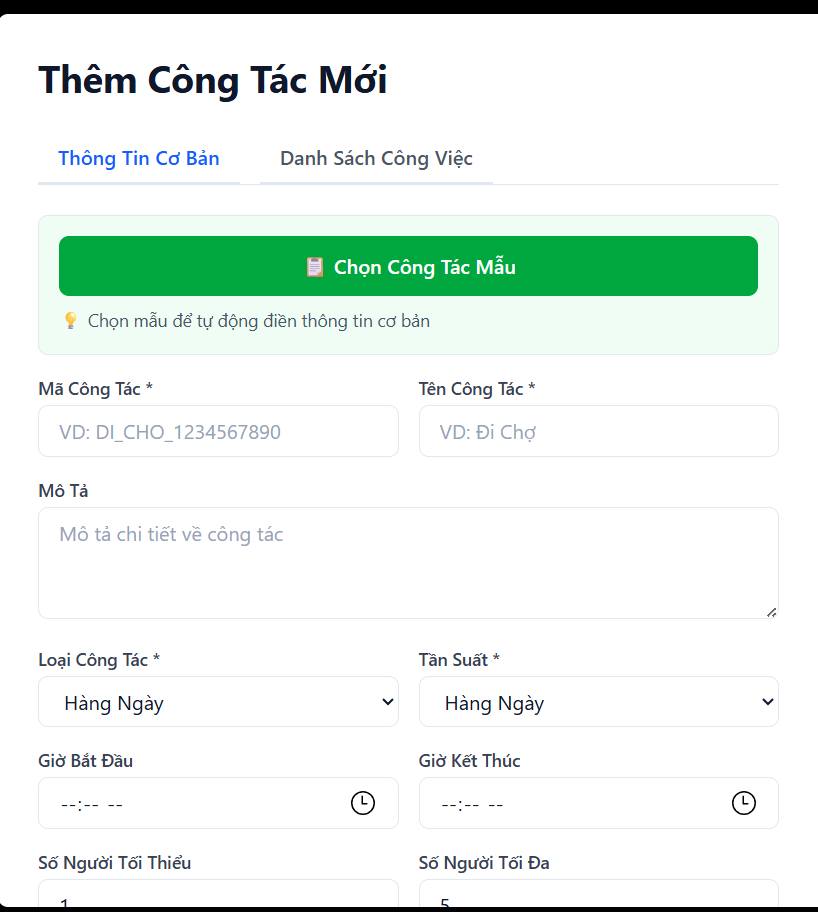 Thêm Công Tác Mới
Thông Tin Cơ Bản Danh Sách Công Việc
📋 Chọn Công Tác Mẫu
💡 Chọn mẫu để tự động điền thông tin cơ bản
Mã Công Tác * Tên Công Tác *
VD: DI_CHO_1234567890 VD: Đi Chợ
Mô Tả
Mô tả chi tiết về công tác
Loại Công Tác * Tần Suất *
Hàng Ngày Hàng Ngày
Giờ Bắt Đầu Giờ Kết Thúc
--:-- -- --:-- --
Số Người Tối Thiểu Số Người Tối Đa
1 5